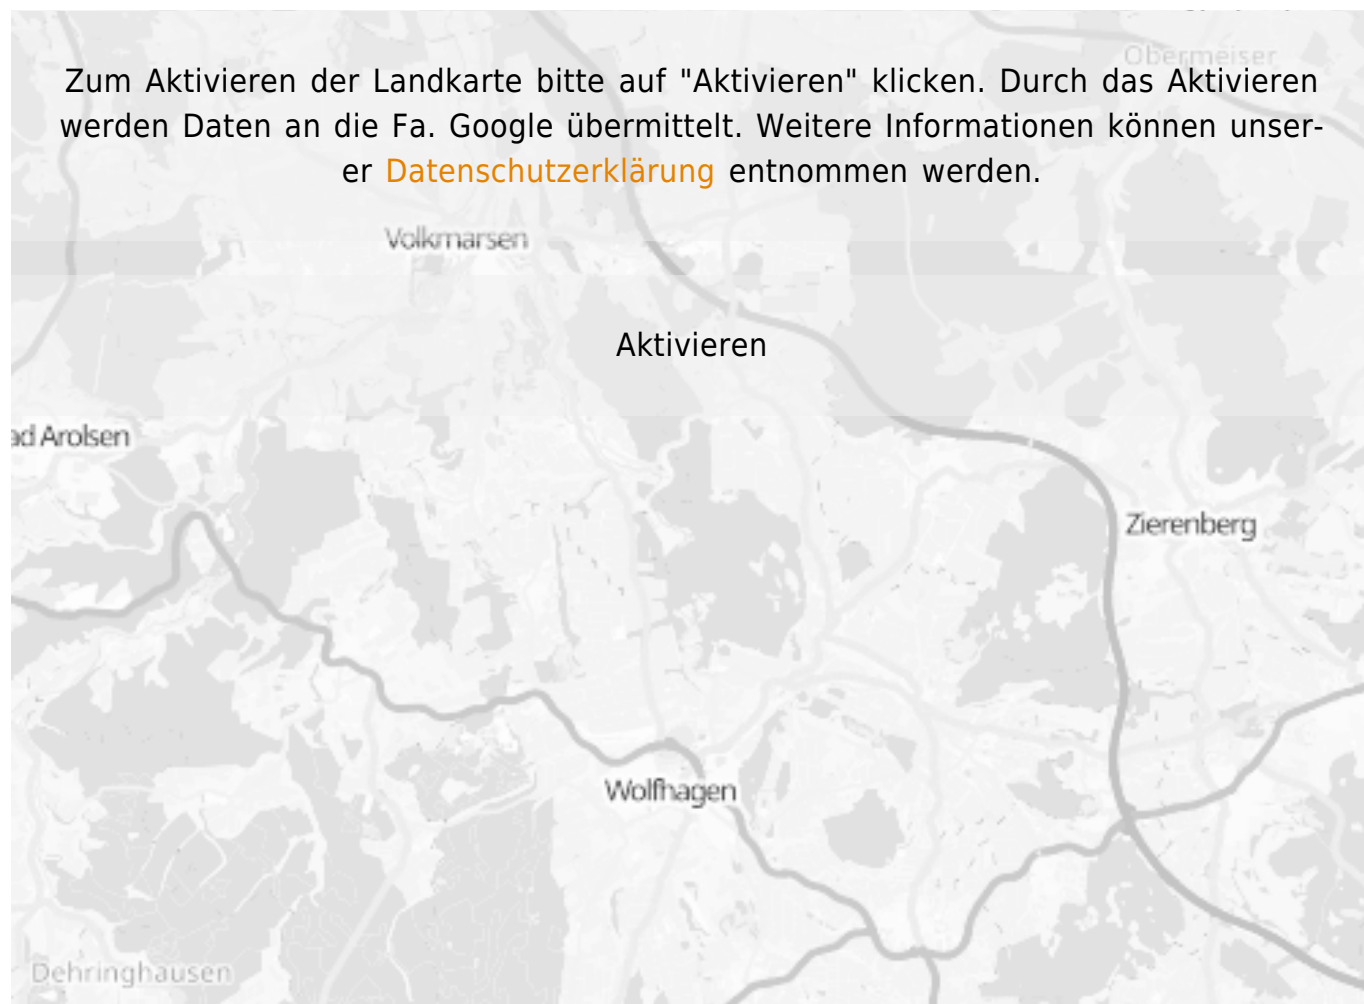 Obermeiser
Zum Aktivieren der Landkarte bitte auf "Aktivieren" klicken. Durch das Aktivieren
werden Daten an die Fa. Google übermittelt. Weitere Informationen können unser-
er Datenschutzerklärung entnommen werden.
Volkmarsen
Aktivieren
ad Arolsen
Zierenberg
Wolfhagen
Dehringhausen